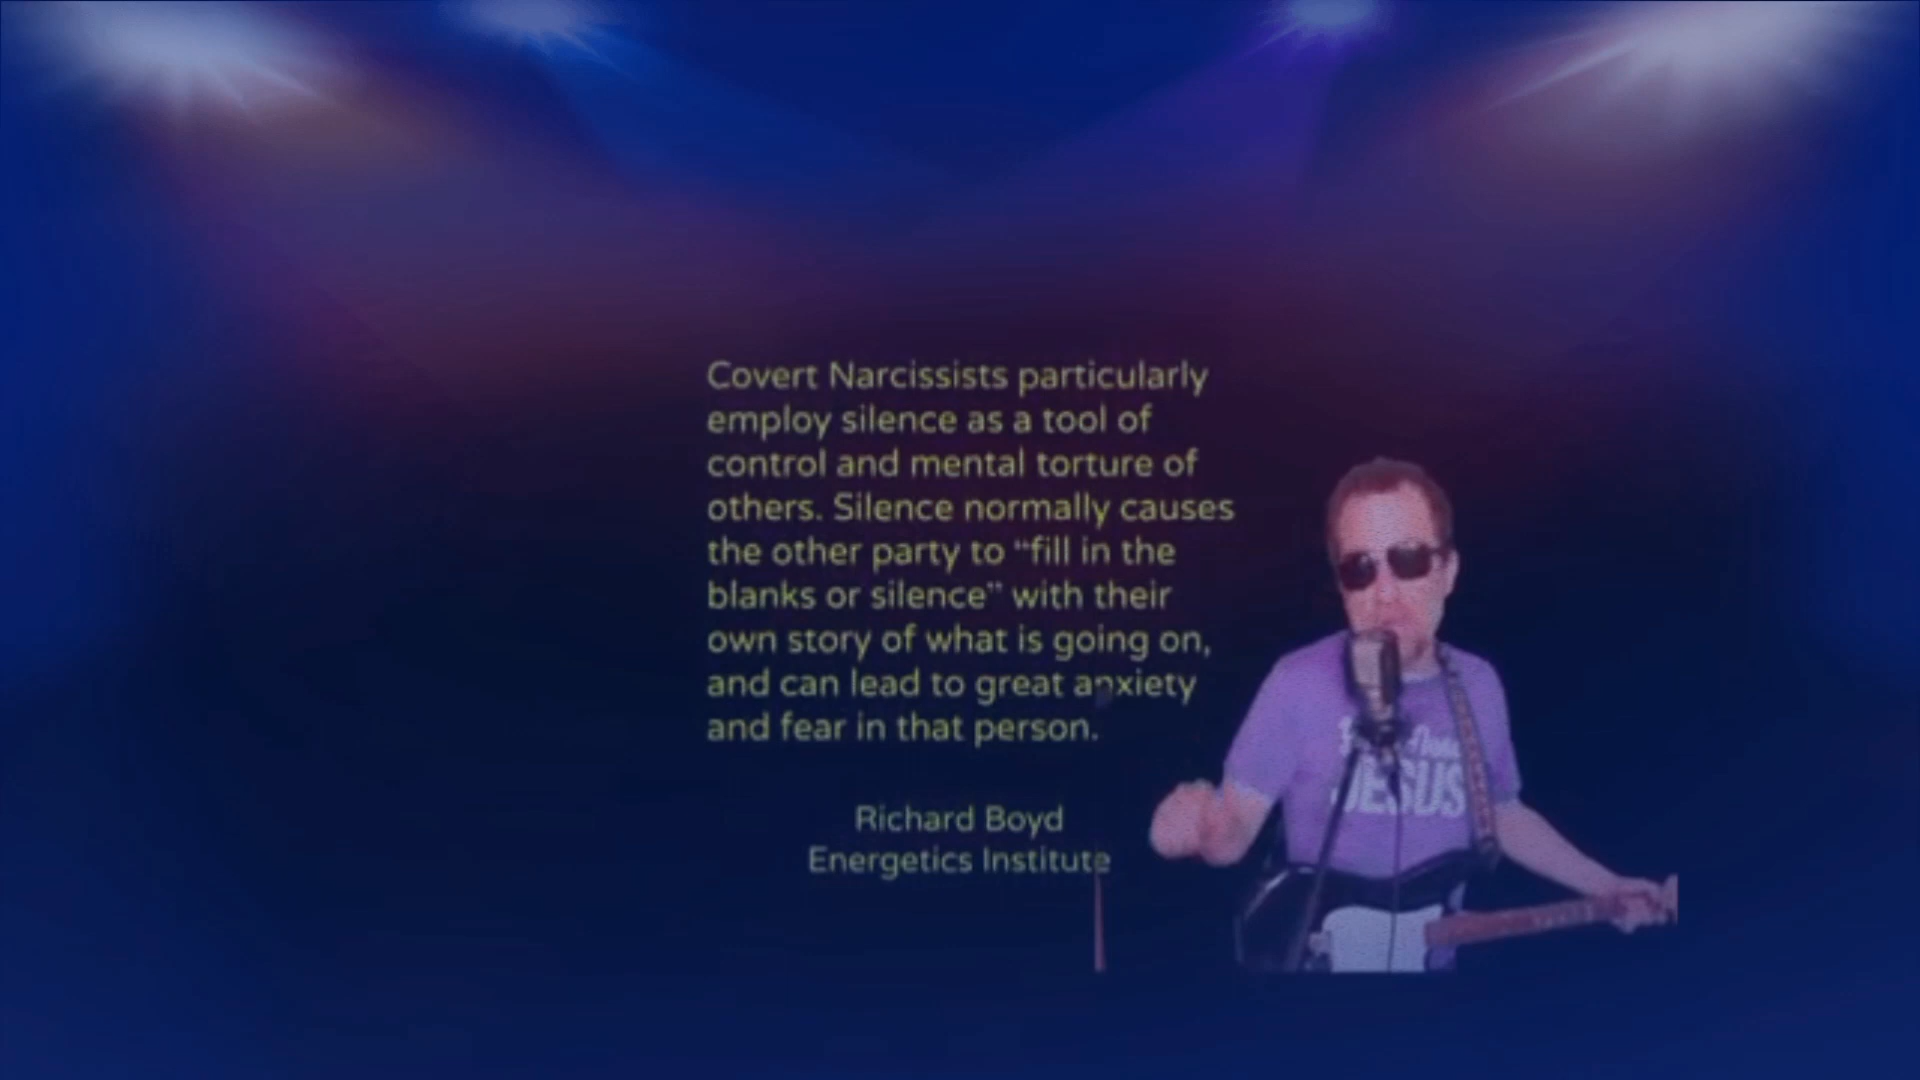 Covert Narcissists particularly
employ silence as a tool of
control and mental torture of
others. Silence normally causes
the other party to “fill in the
blanks or silence” with their
own story of what is going on,
and can lead to great anxiety
and fear in that person.
Richard Boyd
Energetics Institute
JESUS